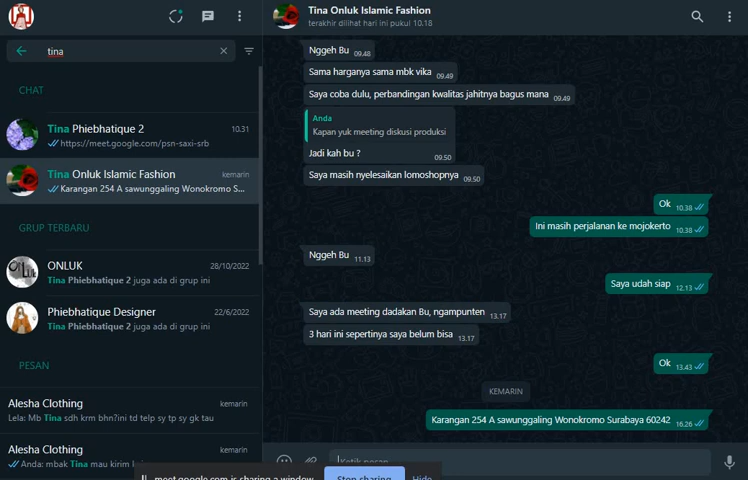 Tina Onluk Islamic Fashion
terakhir dilihat hari ini pukul 10.18
tina
CHAT
Tina Phiebhatique 2
10.31
https://meet.google.com/psn-saxi-srb
Tina Onluk Islamic Fashion
kemarin
Karangan 254 A sawunggaling Wonokromo S...
GRUP TERBARU
ONLUK
28/10/2022
Tina Phiebhatique 2 juga ada di grup ini
Phiebhatique Designer
22/6/2022
Tina Phiebhatique 2 juga ada di grup ini
PESAN
Alesha Clothing
kemarin
Lela: Mb Tina sdh krm bhn?ini td telp sy tp sy gk tau
Alesha Clothing
kemarin
Anda: mbak Tina mau kirim
Nggeh Bu 09.48
Sama harganya sama mbk vika 09.49
Saya coba dulu, perbandingan kwalitas jahitnya bagus mana 09.49
Anda
Kapan yuk meeting diskusi produksi
Jadi kah bu ? 09.50
Saya masih nyelesaikan lomoshopnya 09.50
Ok 10.38
Ini masih perjalanan ke mojokerto 10.38
Nggeh Bu 11.13
Saya udah siap 12.13
Saya ada meeting dadakan Bu, ngampunten 13.17
3 hari ini sepertinya saya belum bisa 13.17
Ok 13.43
KEMARIN
Karangan 254 A sawunggaling Wonokromo Surabaya 60242 16.26
Ketik pesan
meet.google.com is sharing a window.
Stop sharing
Hide